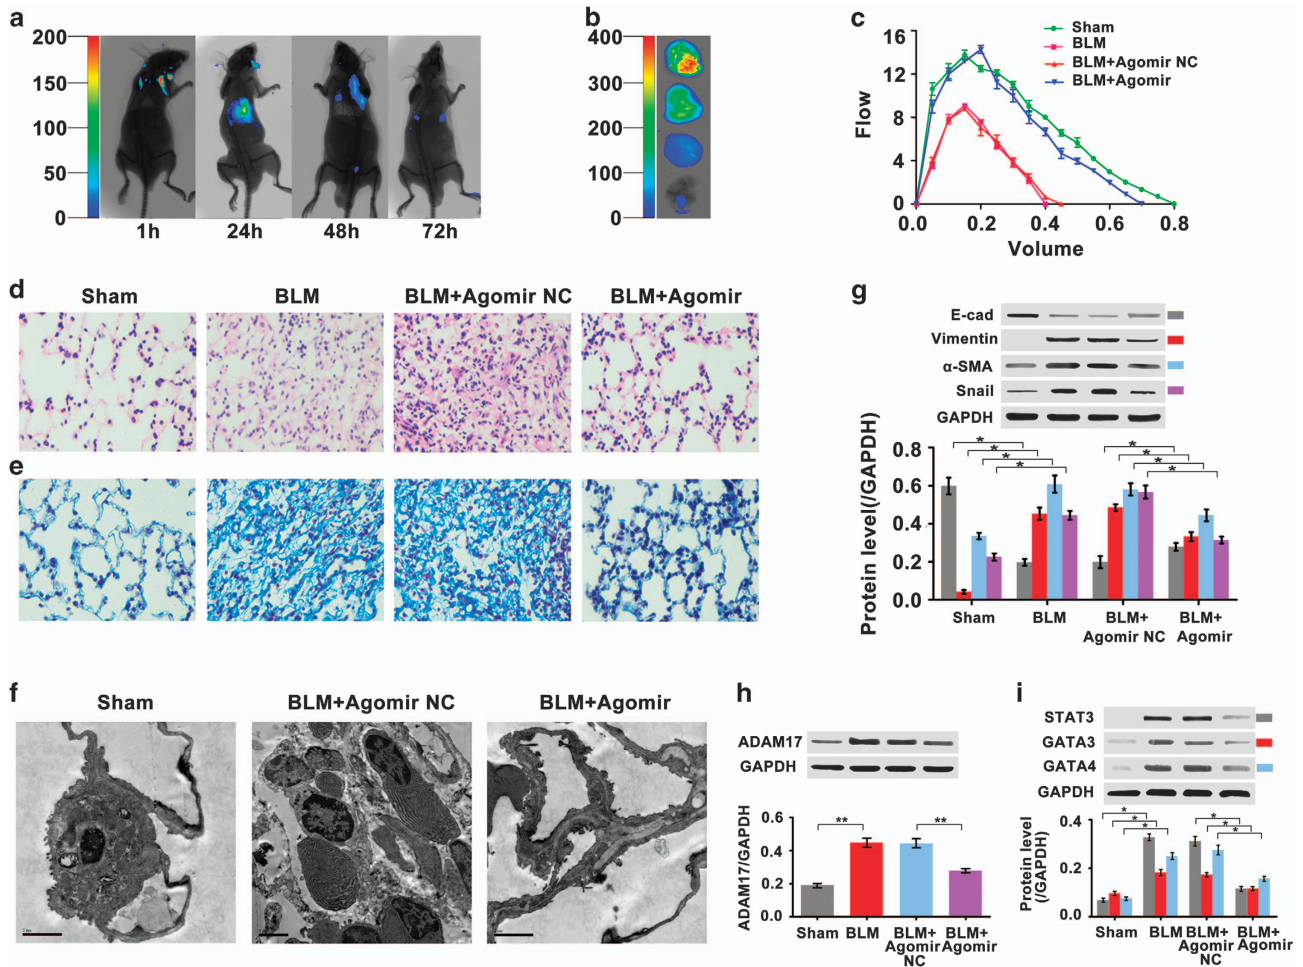 a
200
150
100
50
0
1h
24h
48h
72h
b
400
300
200
100
0
c
16
12
8
4
0
Flow
0.0
0.2
0.4
0.6
0.8
Volume
Sham
BLM
BLM+Agomir NC
BLM+Agomir
d
Sham
BLM
BLM+Agomir NC
BLM+Agomir
e
g
E-cad
Vimentin
α-SMA
Snail
GAPDH
Protein level(/GAPDH)
0.8
0.6
0.4
0.2
0.0
* * * *
* * * *
Sham
BLM
BLM+
Agomir NC
BLM+
Agomir
f
Sham
BLM+Agomir NC
BLM+Agomir
h
ADAM17
GAPDH
ADAM17/GAPDH
0.6
0.4
0.2
0.0
**
**
Sham
BLM
BLM+
Agomir
NC
BLM+
Agomir
i
STAT3
GATA3
GATA4
GAPDH
Protein level
(/GAPDH)
0.4
0.2
0.0
* * *
* * *
Sham
BLM
BLM+
Agomir
NC
BLM+
Agomir